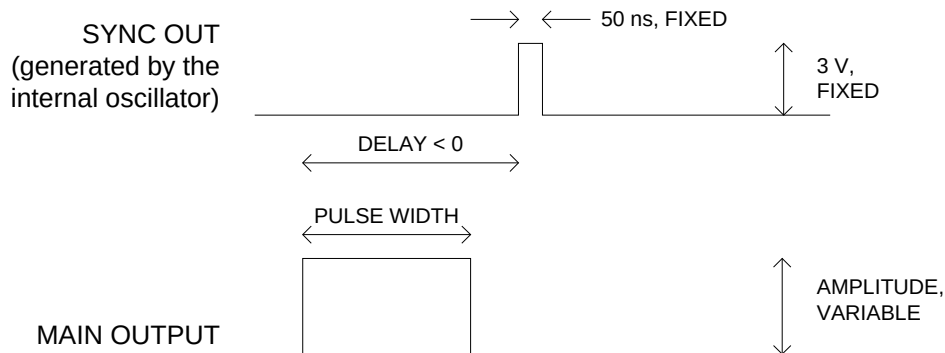 SYNC OUT
(generated by the
internal oscillator)
50 ns, FIXED
3 V,
FIXED
DELAY < 0
PULSE WIDTH
MAIN OUTPUT
AMPLITUDE,
VARIABLE